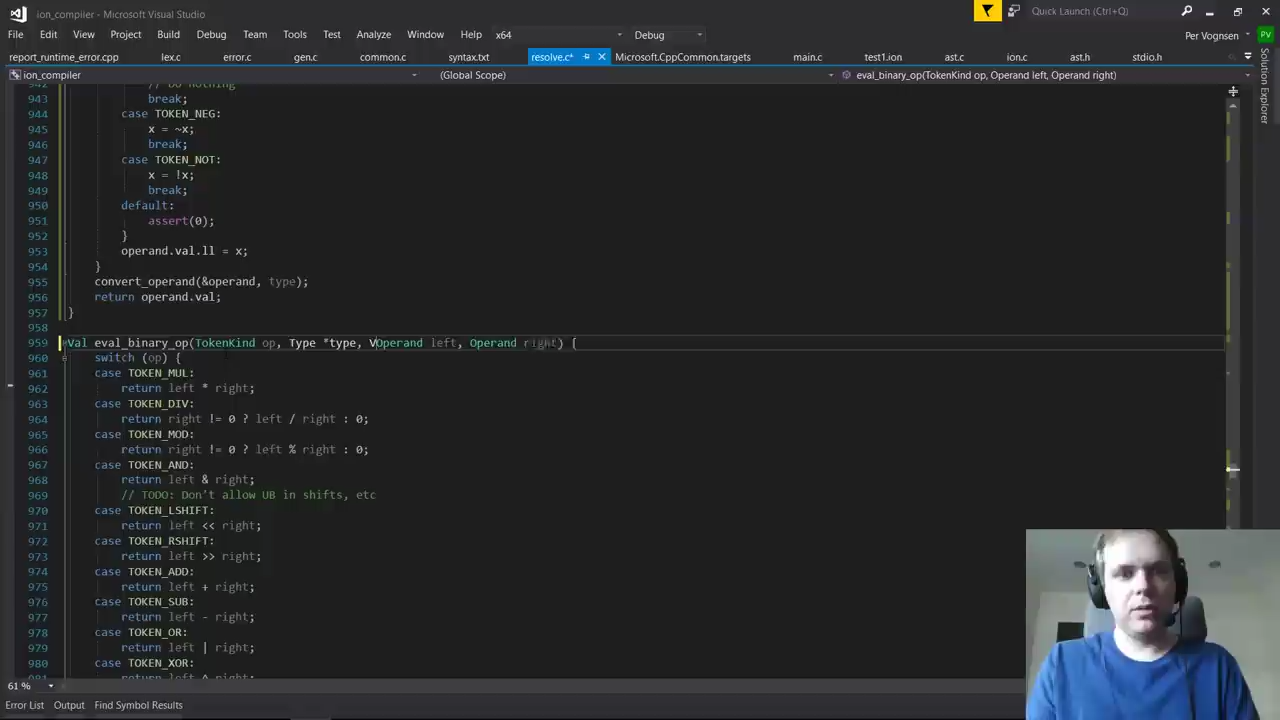 ion_compiler - Microsoft Visual Studio
Quick Launch (Ctrl+Q)
File Edit View Project Build Debug Team Tools Test Analyze Window Help x64 Debug Per Vognsen PV
report_runtime_error.cpp lex.c error.c gen.c common.c syntax.txt resolve.c* Microsoft.CppCommon.targets main.c test1.ion ast.c ion.c ast.h stdio.h
Solution Explorer
ion_compiler (Global Scope) eval_binary_op(TokenKind op, Operand left, Operand right)
942 // Do nothing
943 break;
944 case TOKEN_NEG:
945 x = ~x;
946 break;
947 case TOKEN_NOT:
948 x = !x;
949 break;
950 default:
951 assert(0);
952 }
953 operand.val.ll = x;
954 }
955 convert_operand(&operand, type);
956 return operand.val;
957 }
958
959 Val eval_binary_op(TokenKind op, Type *type, VOperand left, Operand right) {
960 switch (op) {
961 case TOKEN_MUL:
962 return left * right;
963 case TOKEN_DIV:
964 return right != 0 ? left / right : 0;
965 case TOKEN_MOD:
966 return right != 0 ? left % right : 0;
967 case TOKEN_AND:
968 return left & right;
969 // TODO: Don't allow UB in shifts, etc
970 case TOKEN_LSHIFT:
971 return left << right;
972 case TOKEN_RSHIFT:
973 return left >> right;
974 case TOKEN_ADD:
975 return left + right;
976 case TOKEN_SUB:
977 return left - right;
978 case TOKEN_OR:
979 return left | right;
980 case TOKEN_XOR:
return left ^ right;
61 %
Error List Output Find Symbol Results